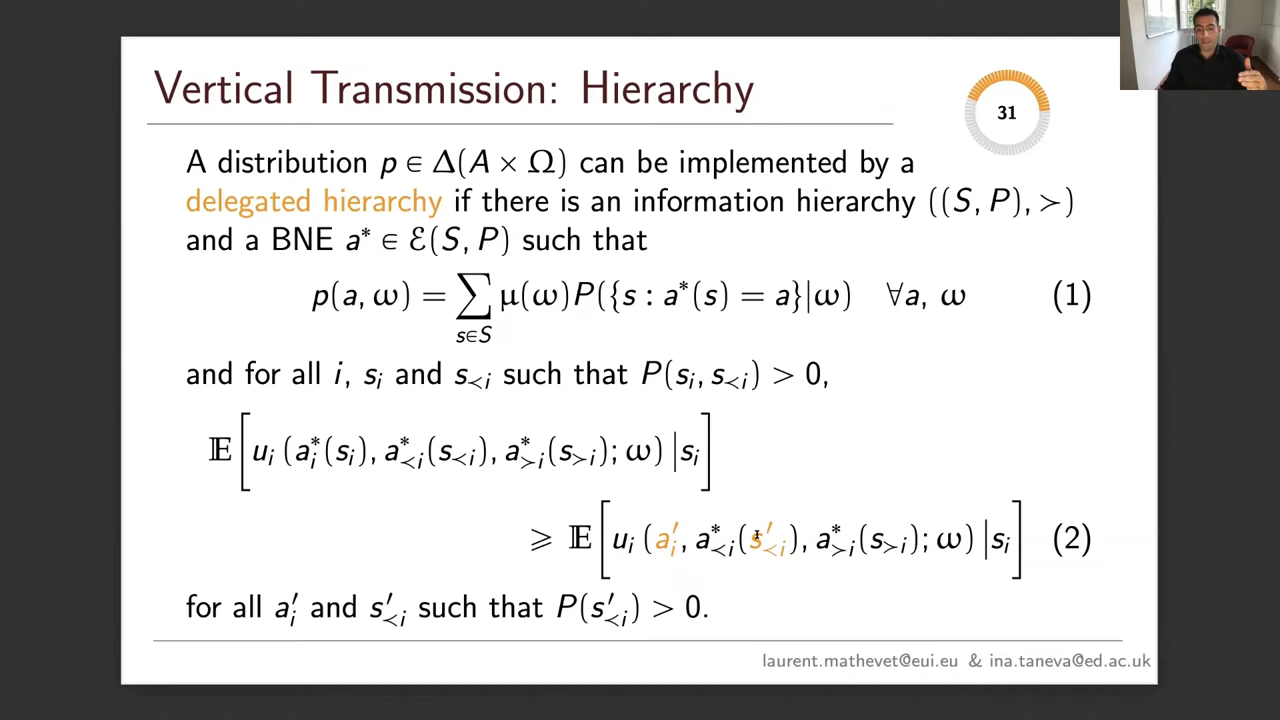 Vertical Transmission: Hierarchy
31
A distribution p ∈ Δ(A × Ω) can be implemented by a
delegated hierarchy if there is an information hierarchy ((S, P), ≻)
and a BNE a* ∈ ℰ(S, P) such that
p(a, ω) = ∑_{s∈S} μ(ω)P({s : a*(s) = a}|ω) ∀a, ω (1)
and for all i, s_i and s_{≺i} such that P(s_i, s_{≺i}) > 0,
𝔼[u_i (a*_i(s_i), a*_{≺i}(s_{≺i}), a*_{≻i}(s_{≻i}); ω) |s_i]
⩾ 𝔼[u_i (a′_i, a*_{≺i}(s′_{≺i}), a*_{≻i}(s_{≻i}); ω) |s_i] (2)
for all a′_i and s′_{≺i} such that P(s′_{≺i}) > 0.
laurent.mathevet@eui.eu & ina.taneva@ed.ac.uk